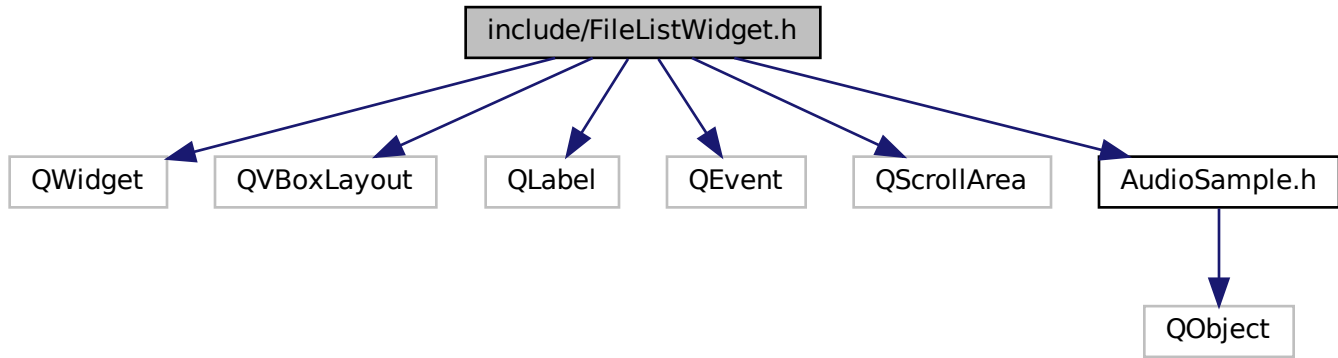 include/FileListWidget.h
QWidget
QVBoxLayout
QLabel
QEvent
QScrollArea
AudioSample.h
QObject